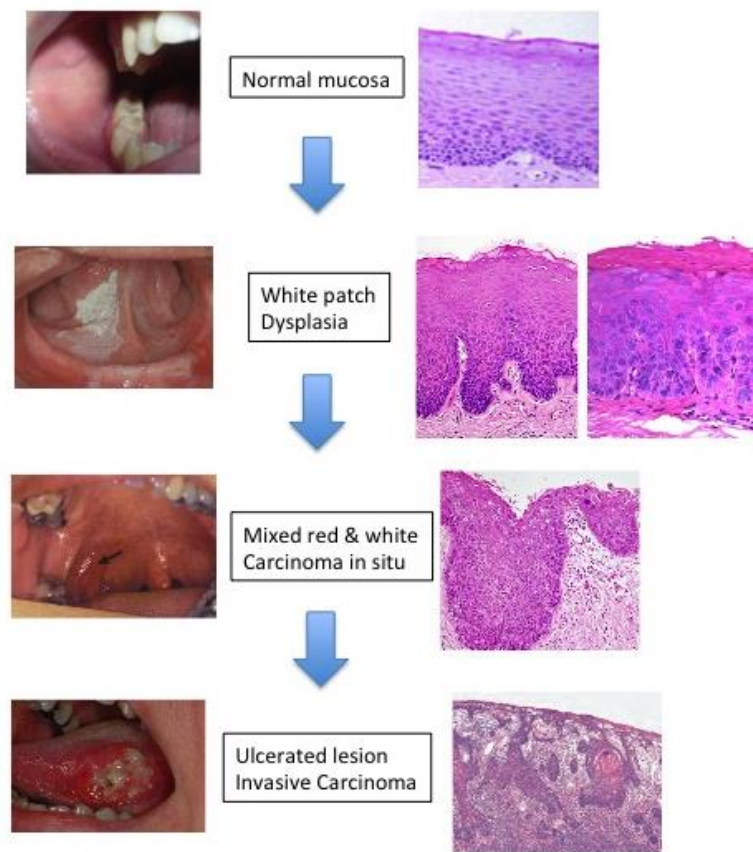 Normal mucosa
White patch
Dysplasia
Mixed red & white
Carcinoma in situ
Ulcerated lesion
Invasive Carcinoma